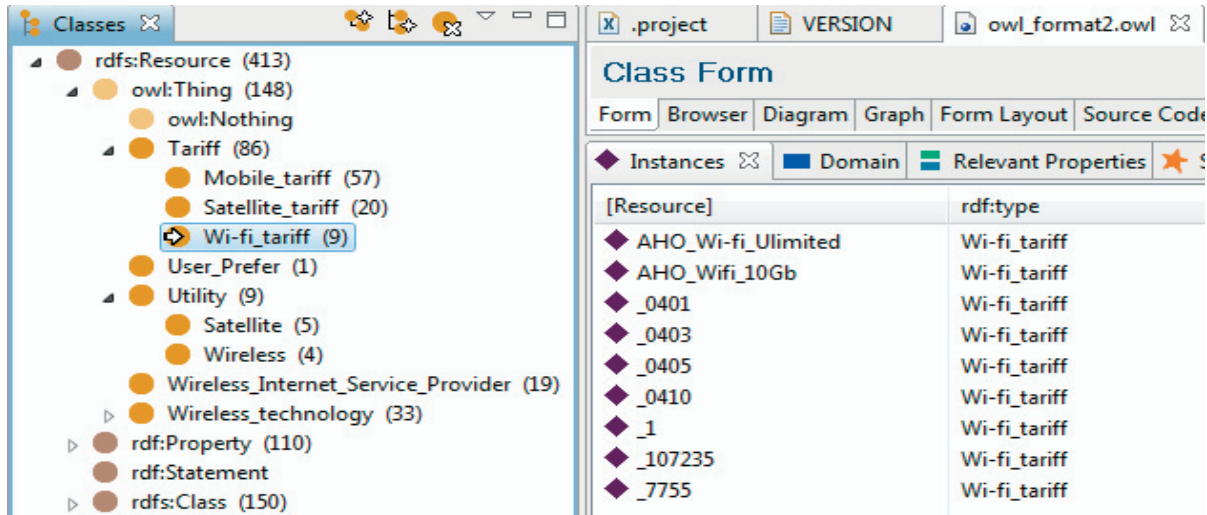 Classes
rdfs:Resource (413)
owl:Thing (148)
owl:Nothing
Tariff (86)
Mobile_tariff (57)
Satellite_tariff (20)
Wi-fi_tariff (9)
User_Prefer (1)
Utility (9)
Satellite (5)
Wireless (4)
Wireless_Internet_Service_Provider (19)
Wireless_technology (33)
rdf:Property (110)
rdf:Statement
rdfs:Class (150)
.project VERSION owl_format2.owl
Class Form
Form Browser Diagram Graph Form Layout Source Code
Instances Domain Relevant Properties S
[Resource] rdf:type
AHO_Wi-fi_Ulimited Wi-fi_tariff
AHO_Wifi_10Gb Wi-fi_tariff
_0401 Wi-fi_tariff
_0403 Wi-fi_tariff
_0405 Wi-fi_tariff
_0410 Wi-fi_tariff
_1 Wi-fi_tariff
_107235 Wi-fi_tariff
_7755 Wi-fi_tariff